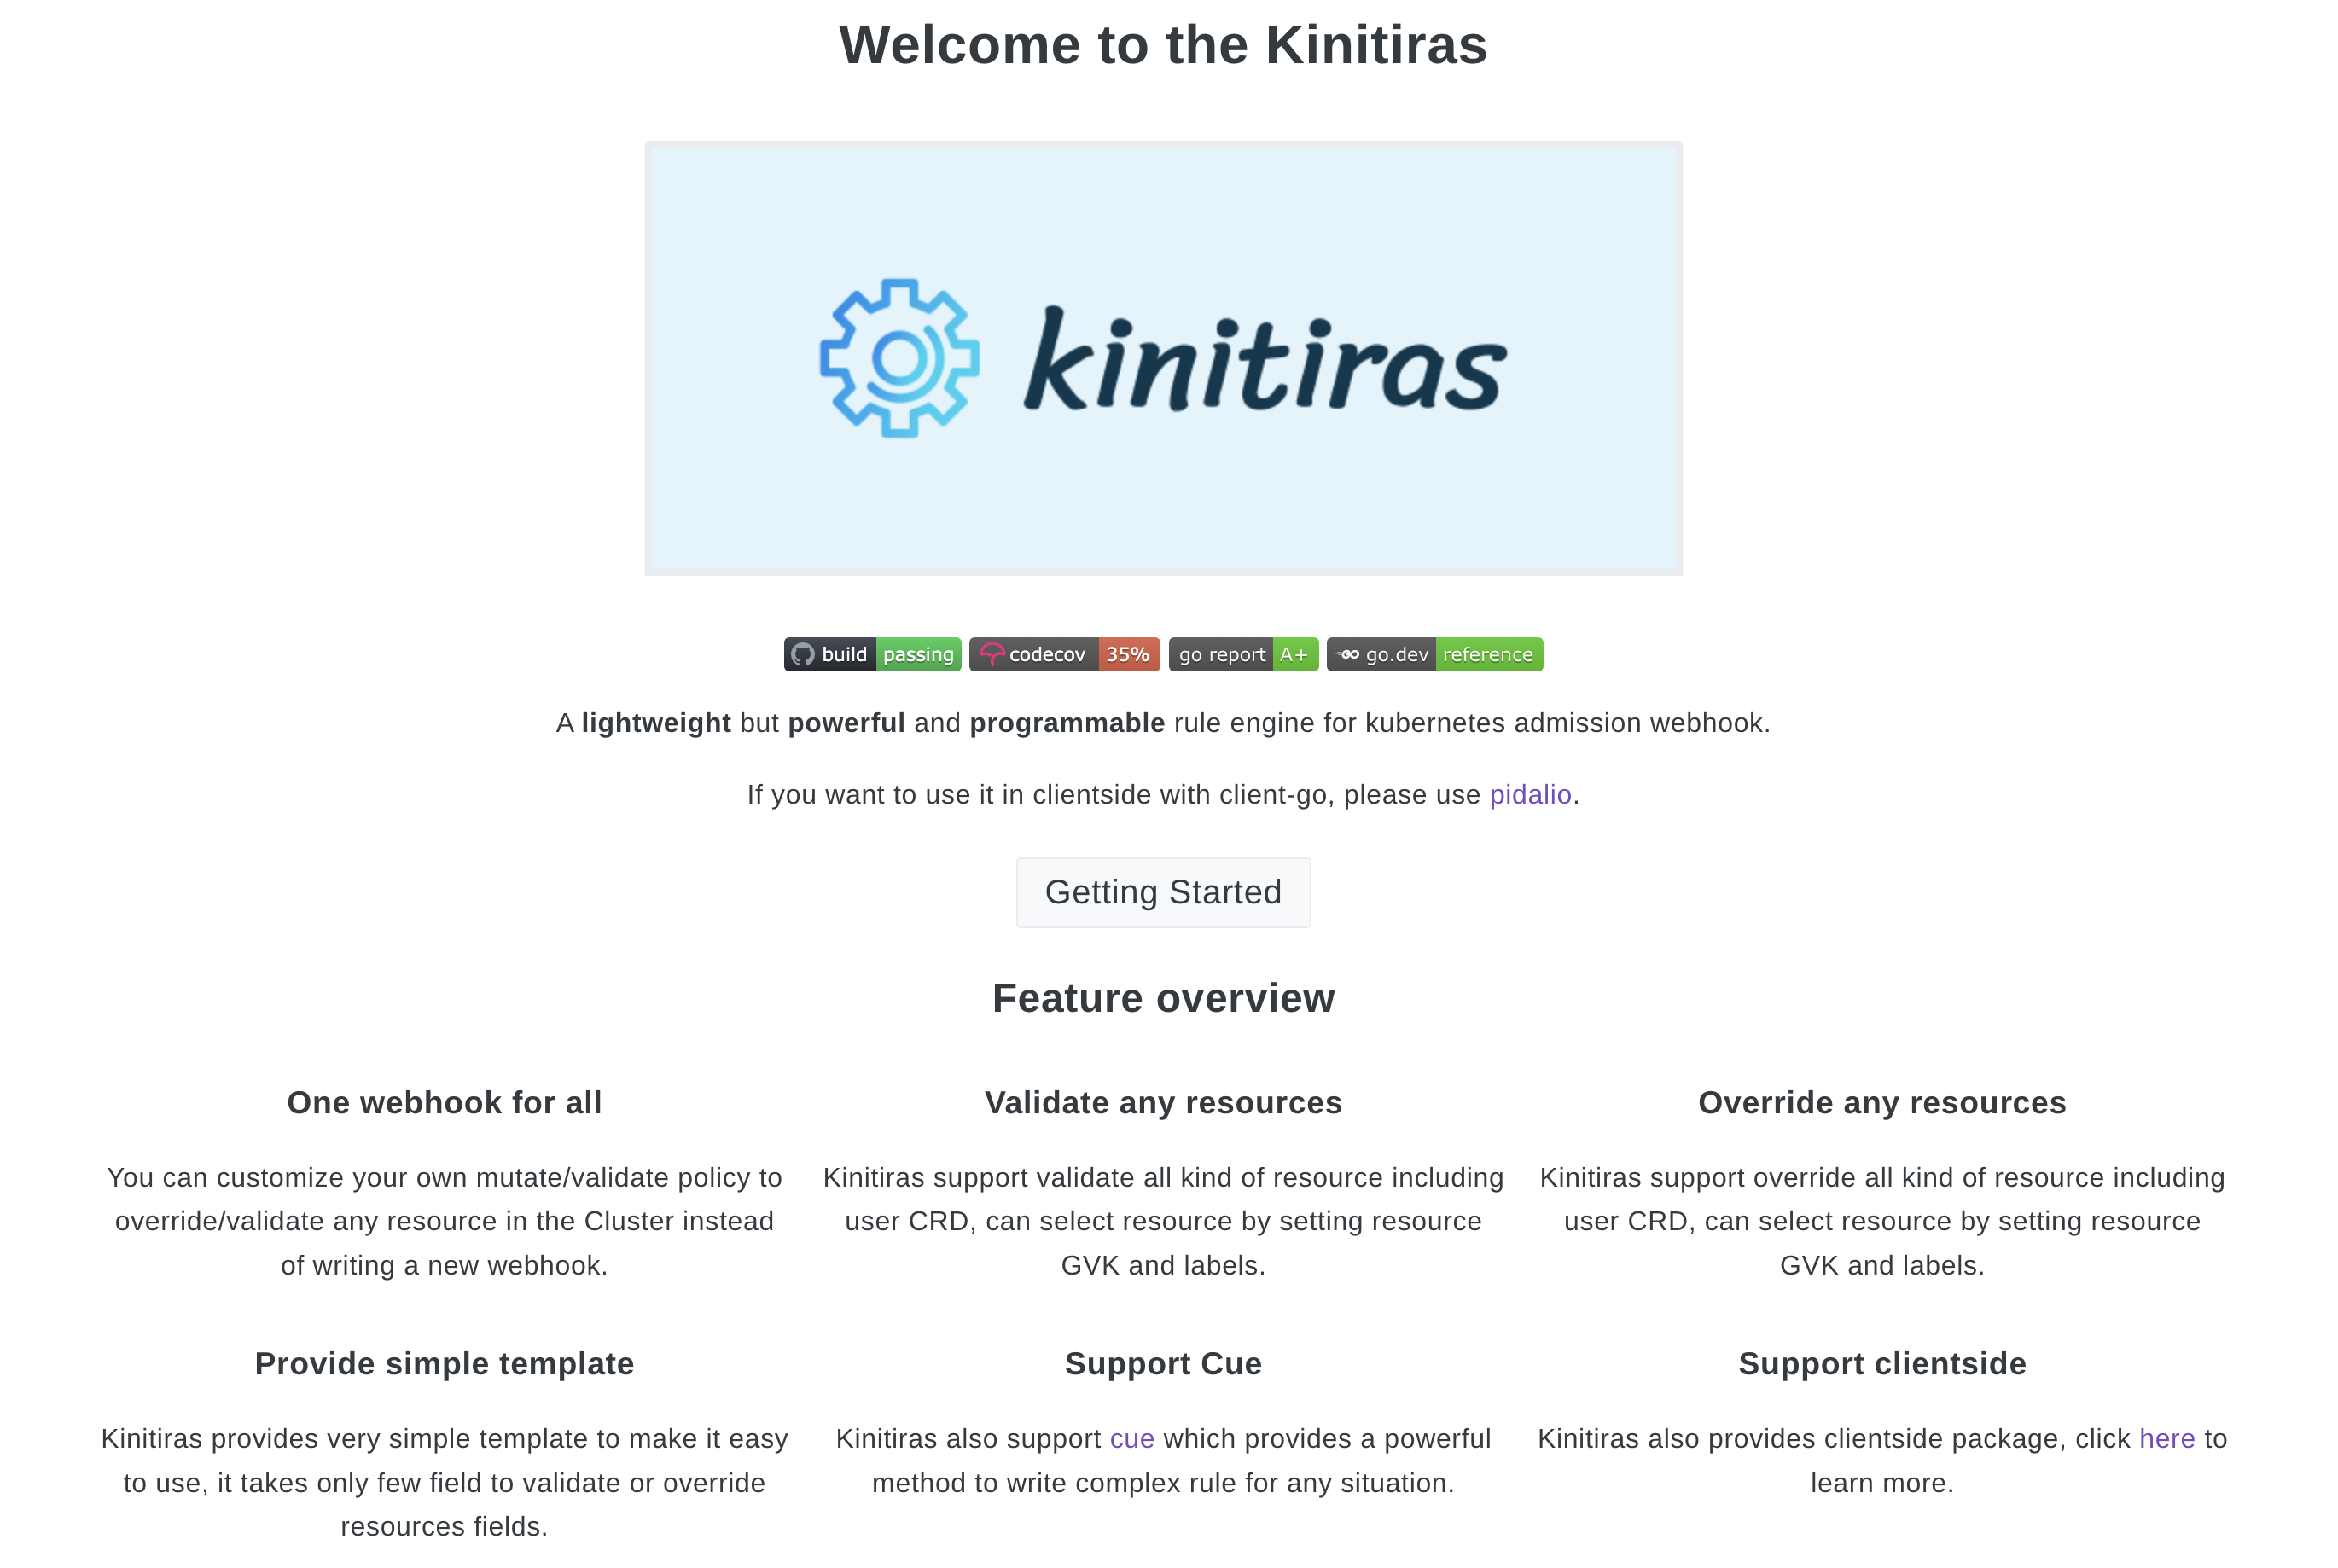 Welcome to the Kinitiras
kinitiras
build passing codecov 35% go report A+ GO go.dev reference
A lightweight but powerful and programmable rule engine for kubernetes admission webhook.
If you want to use it in clientside with client-go, please use pidalio.
Getting Started
Feature overview
One webhook for all
You can customize your own mutate/validate policy to
override/validate any resource in the Cluster instead
of writing a new webhook.
Validate any resources
Kinitiras support validate all kind of resource including
user CRD, can select resource by setting resource
GVK and labels.
Override any resources
Kinitiras support override all kind of resource including
user CRD, can select resource by setting resource
GVK and labels.
Provide simple template
Kinitiras provides very simple template to make it easy
to use, it takes only few field to validate or override
resources fields.
Support Cue
Kinitiras also support cue which provides a powerful
method to write complex rule for any situation.
Support clientside
Kinitiras also provides clientside package, click here to
learn more.